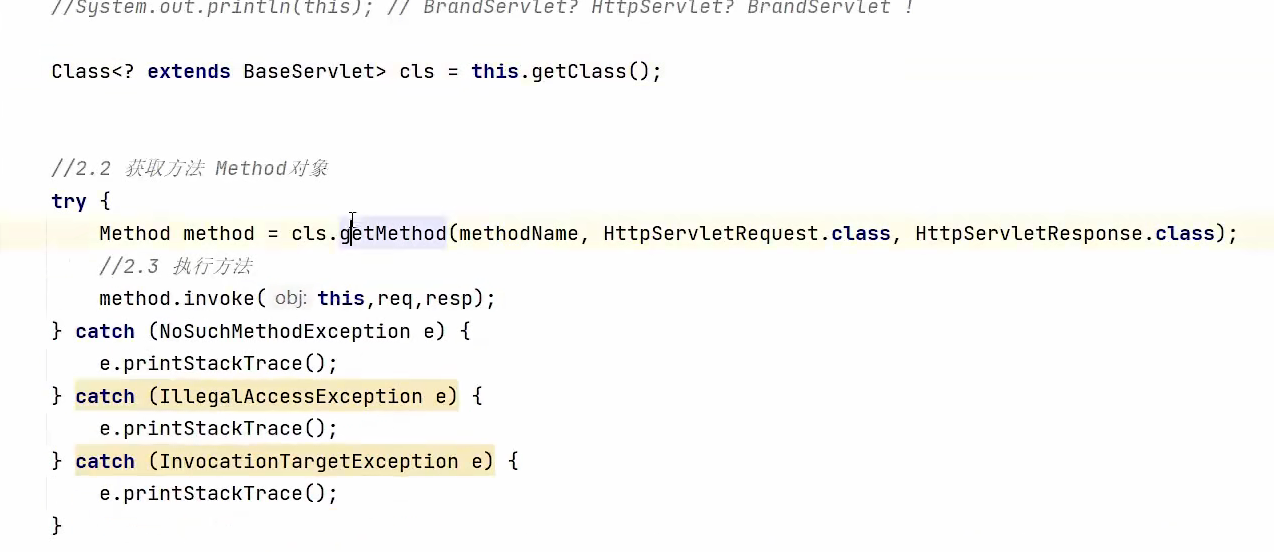 //System.out.println(this); // BrandServlet? HttpServlet? BrandServlet !
Class<? extends BaseServlet> cls = this.getClass();
//2.2 获取方法 Method对象
try {
Method method = cls.getMethod(methodName, HttpServletRequest.class, HttpServletResponse.class);
//2.3 执行方法
method.invoke( obj: this,req,resp);
} catch (NoSuchMethodException e) {
e.printStackTrace();
} catch (IllegalAccessException e) {
e.printStackTrace();
} catch (InvocationTargetException e) {
e.printStackTrace();
}